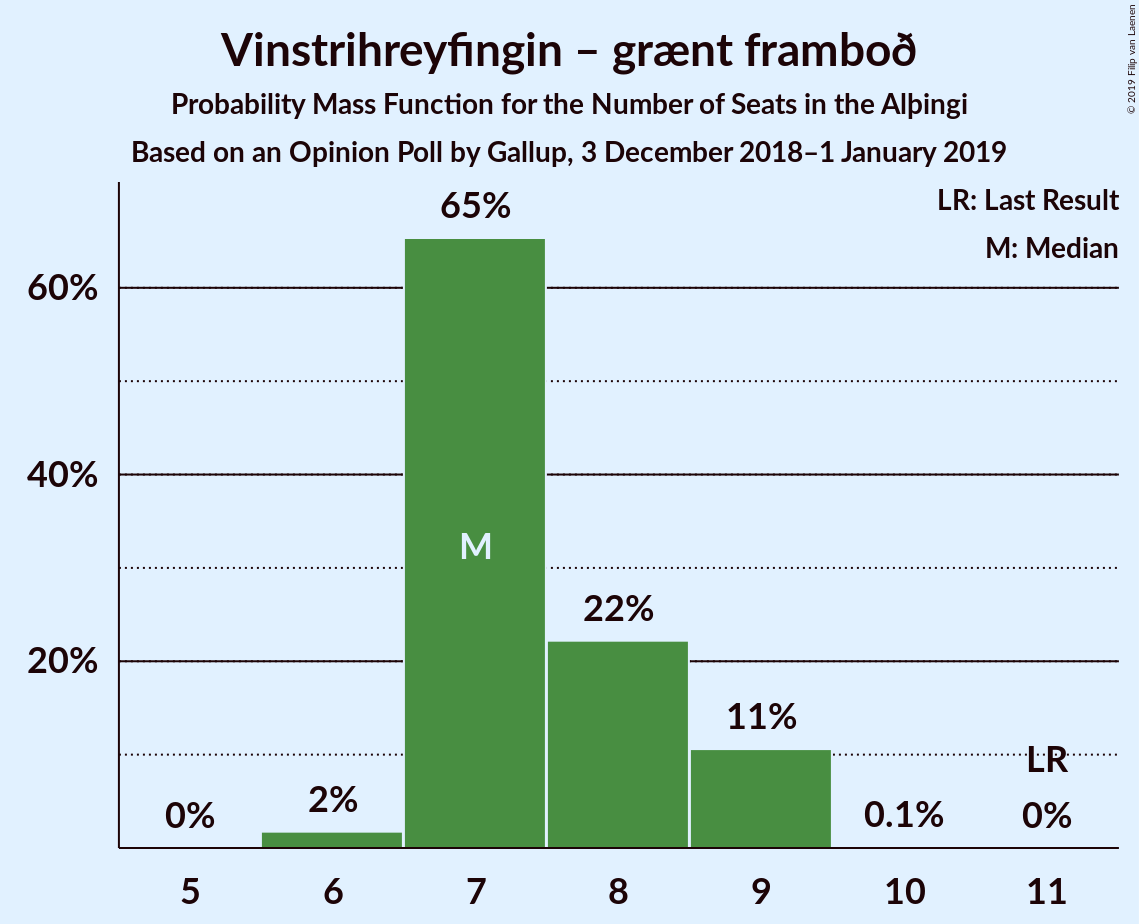 Vinstrihreyfingin – grænt framboð
Probability Mass Function for the Number of Seats in the Alþingi
Based on an Opinion Poll by Gallup, 3 December 2018–1 January 2019
© 2019 Filip van Laenen
LR: Last Result
M: Median
60%
40%
20%
0%
2%
65%
M
22%
11%
0.1%
LR
0%
5 6 7 8 9 10 11